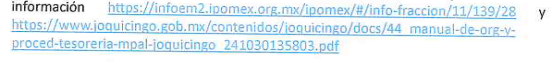 información https://infoem2.ipomex.org.mx/ipomex/#/info-fraccion/11/139/28 y
https://www.joquicingo.gob.mx/contenidos/joquicingo/docs/44_manual-de-org-y-
proced-tesoreria-mpal-joquicingo_241030135803.pdf